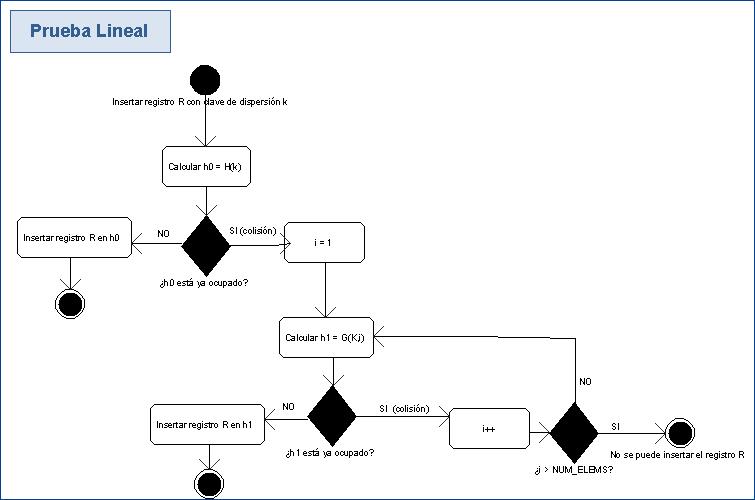 Prueba Lineal
Insertar registro R con clave de dispersión k
Calcular h0 = H(k)
NO
SI (colisión)
Insertar registro R en h0
i = 1
¿h0 está ya ocupado?
Calcular h1 = G(K,i)
NO
NO
SI (colisión)
Insertar registro R en h1
i++
SI
¿h1 está ya ocupado?
No se puede insertar el registro R
¿i > NUM_ELEMS?